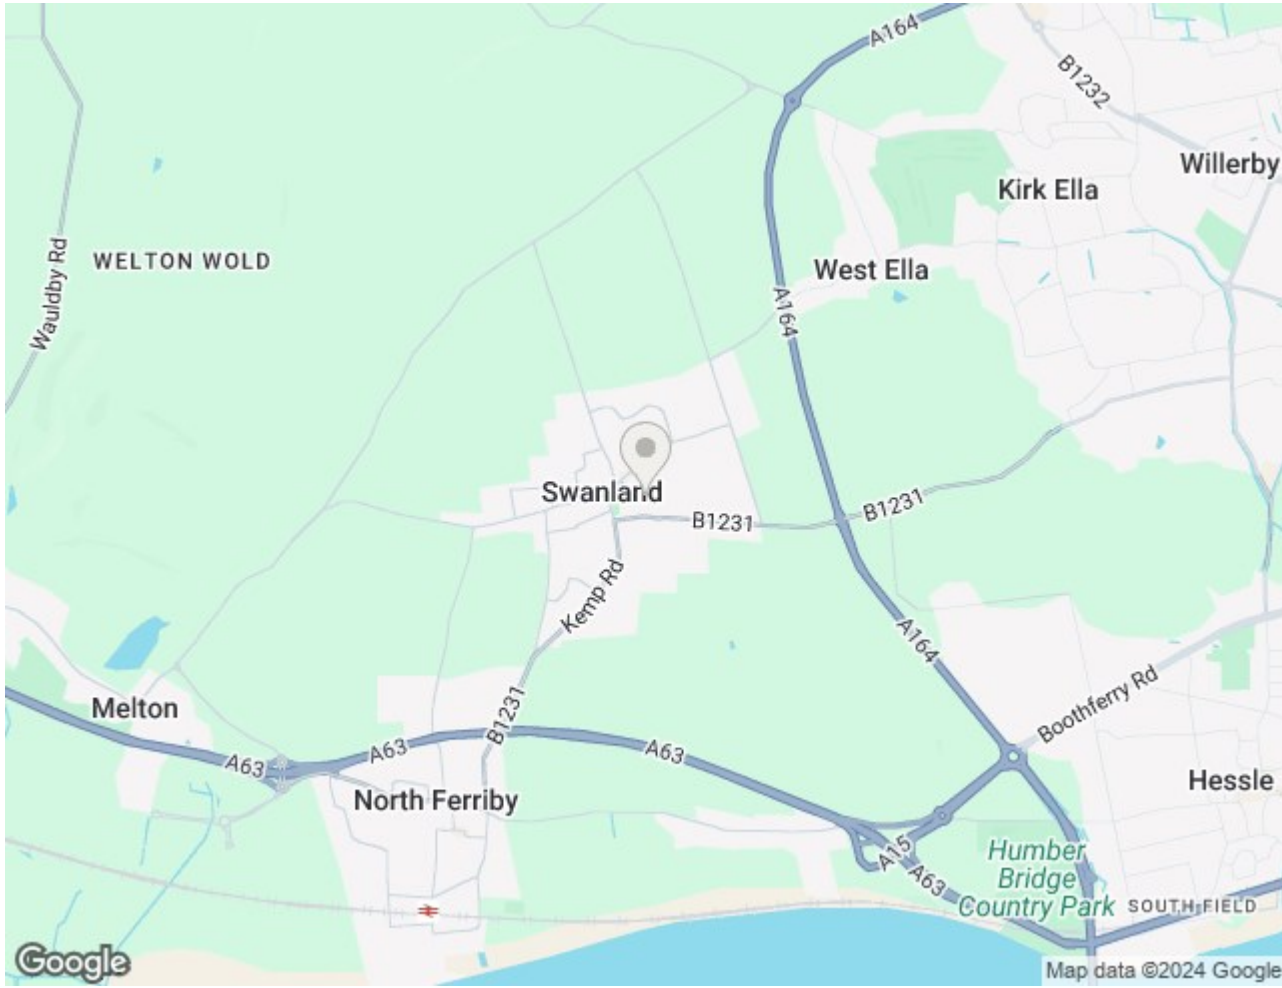 A164
B1232
Willerby
Kirk Ella
Wauldby Rd
WELTON WOLD
West Ella
A164
Swanland
B1231
B1231
Kemp Rd
A164
Melton
B1231
Boothferry Rd
A63
A63
A63
Hessle
North Ferriby
A15
A63
Humber
Bridge
Country Park
SOUTH FIELD
Google
Map data ©2024 Google